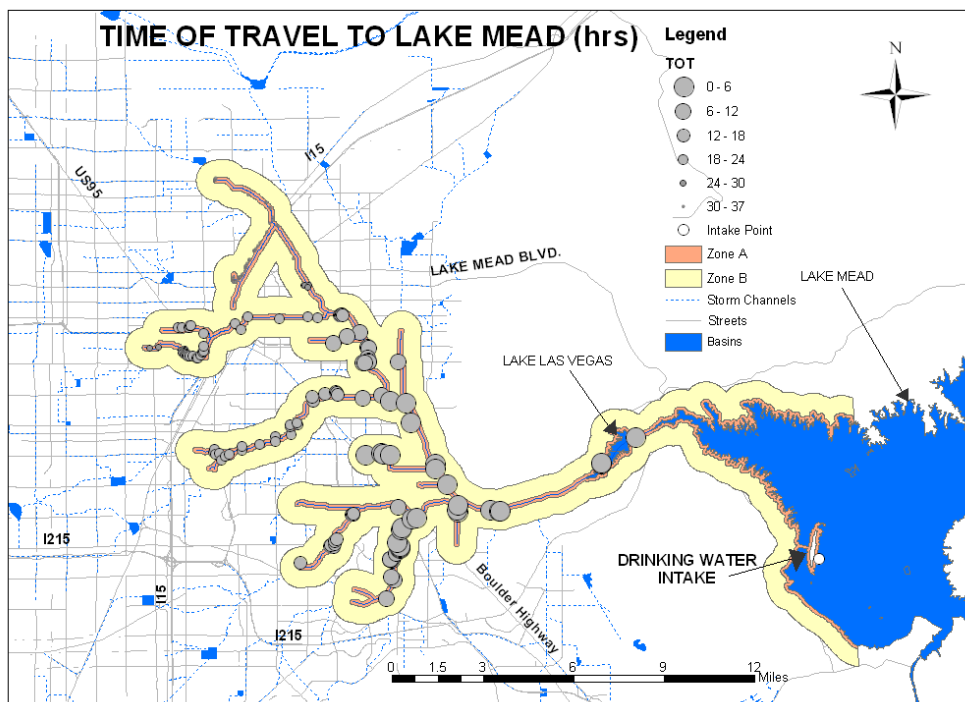 TIME OF TRAVEL TO LAKE MEAD (hrs)
Legend
TOT
0 - 6
6 - 12
12 - 18
18 - 24
24 - 30
30 - 37
Intake Point
Zone A
Zone B
Storm Channels
Streets
Basins
N
I15
US95
LAKE MEAD BLVD.
LAKE MEAD
LAKE LAS VEGAS
I215
DRINKING WATER
INTAKE
I15
Boulder Highway
I215
0 1.5 3 6 9 12
Miles